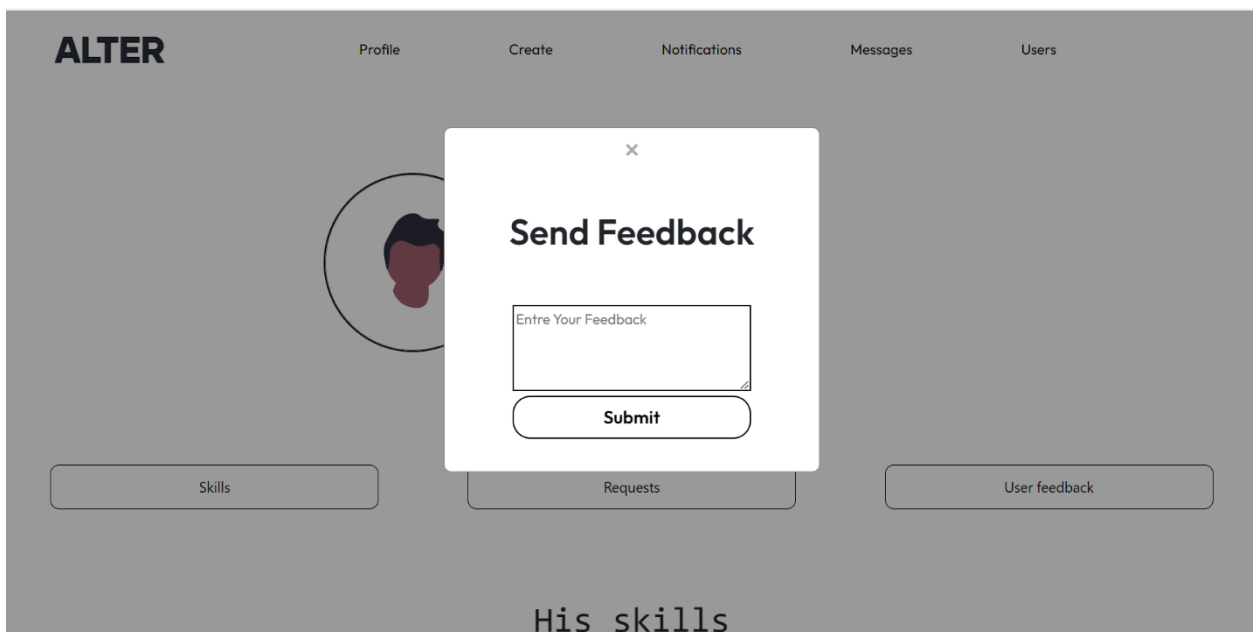 ALTER Profile Create Notifications Messages Users
×
Send Feedback
Entre Your Feedback
Submit
Skills Requests User feedback
His skills